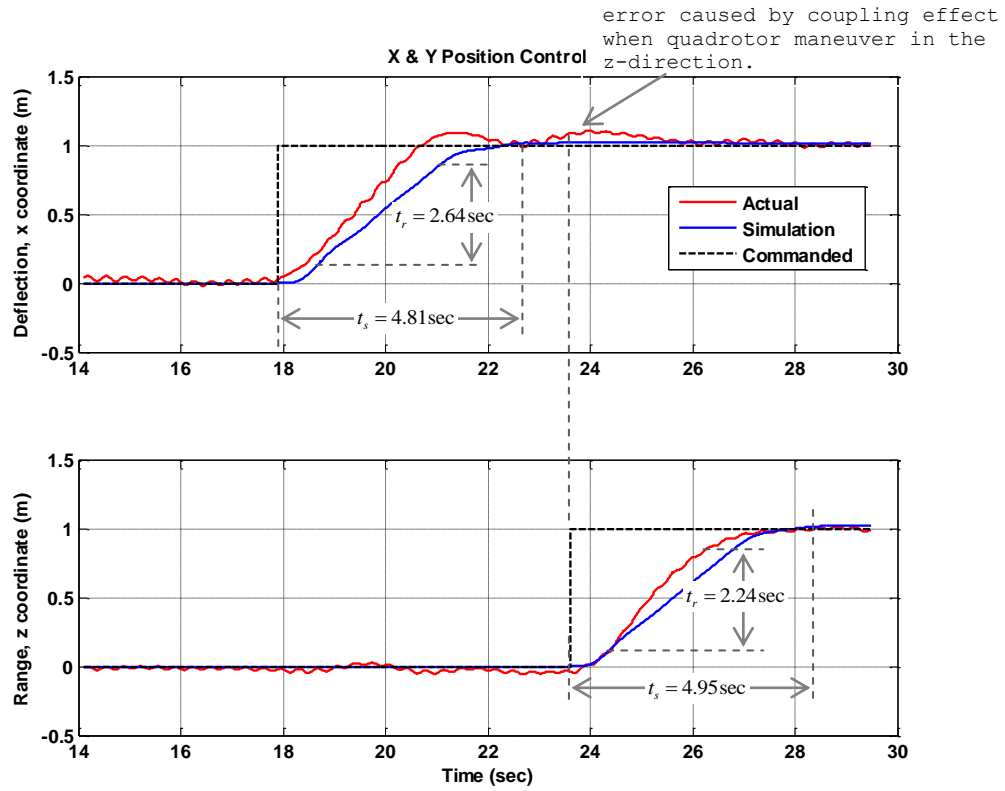 error caused by coupling effect
when quadrotor maneuver in the
z-direction.
X & Y Position Control
Deflection, x coordinate (m)
1.5
1
0.5
0
-0.5
14 16 18 20 22 24 26 28 30
t_r = 2.64sec
t_s = 4.81sec
Actual
Simulation
Commanded
Range, z coordinate (m)
1.5
1
0.5
0
-0.5
14 16 18 20 22 24 26 28 30
t_r = 2.24sec
t_s = 4.95sec
Time (sec)